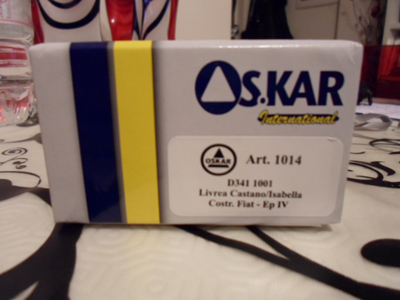 OS.KAR
International
OSKAR
Art. 1014
D341 1001
Livrea Castano/Isabella
Costr. Fiat - Ep IV